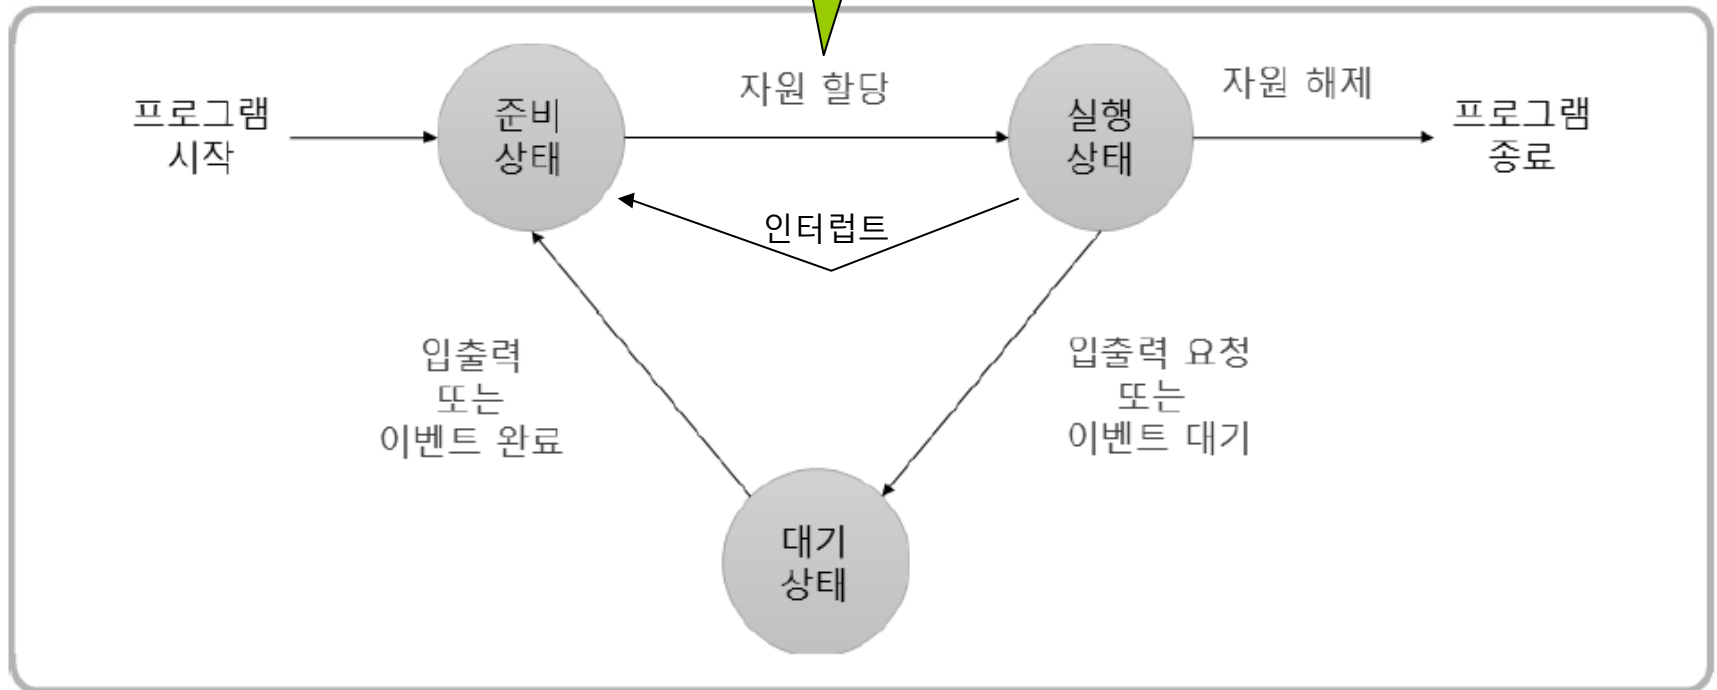 프로그램
시작
준비
상태
자원 할당
실행
상태
자원 해제
프로그램
종료
인터럽트
입출력
또는
이벤트 완료
입출력 요청
또는
이벤트 대기
대기
상태